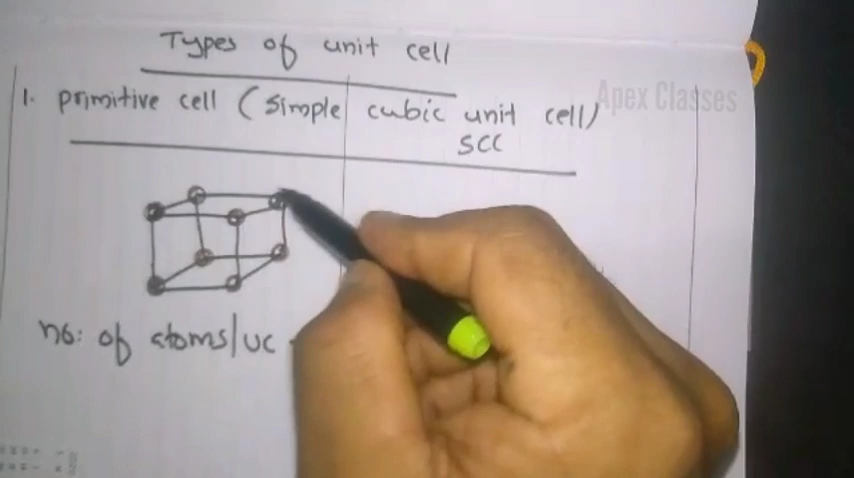 Types of unit cell
1. primitive cell (simple cubic unit cell)
SCC
Apex Classes
no: of atoms/uc